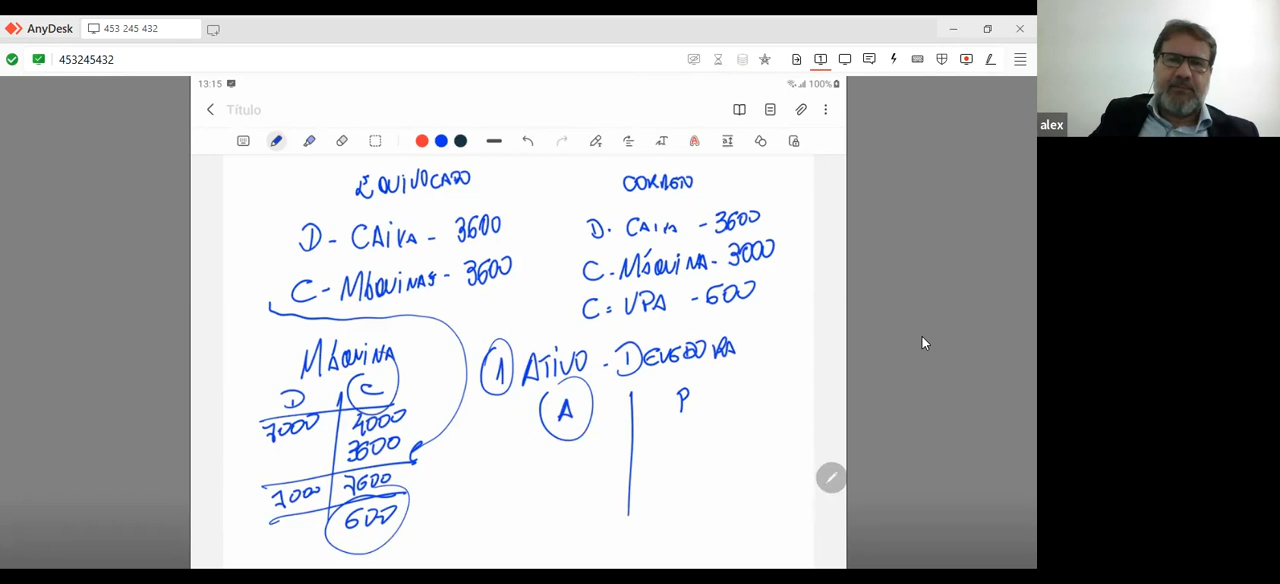 AnyDesk
453 245 432
453245432
alex
13:15
100%
Título
EQUIVOCADO
D - CAIXA - 3600
C - MÁQUINAS - 3600
CORRETO
D - CAIXA - 3600
C - MÁQUINA - 3000
C = VPA - 600
MÁQUINA
D C
7000 4000
3600
7000 7600
600
1 ATIVO - DEVEDORA
A P